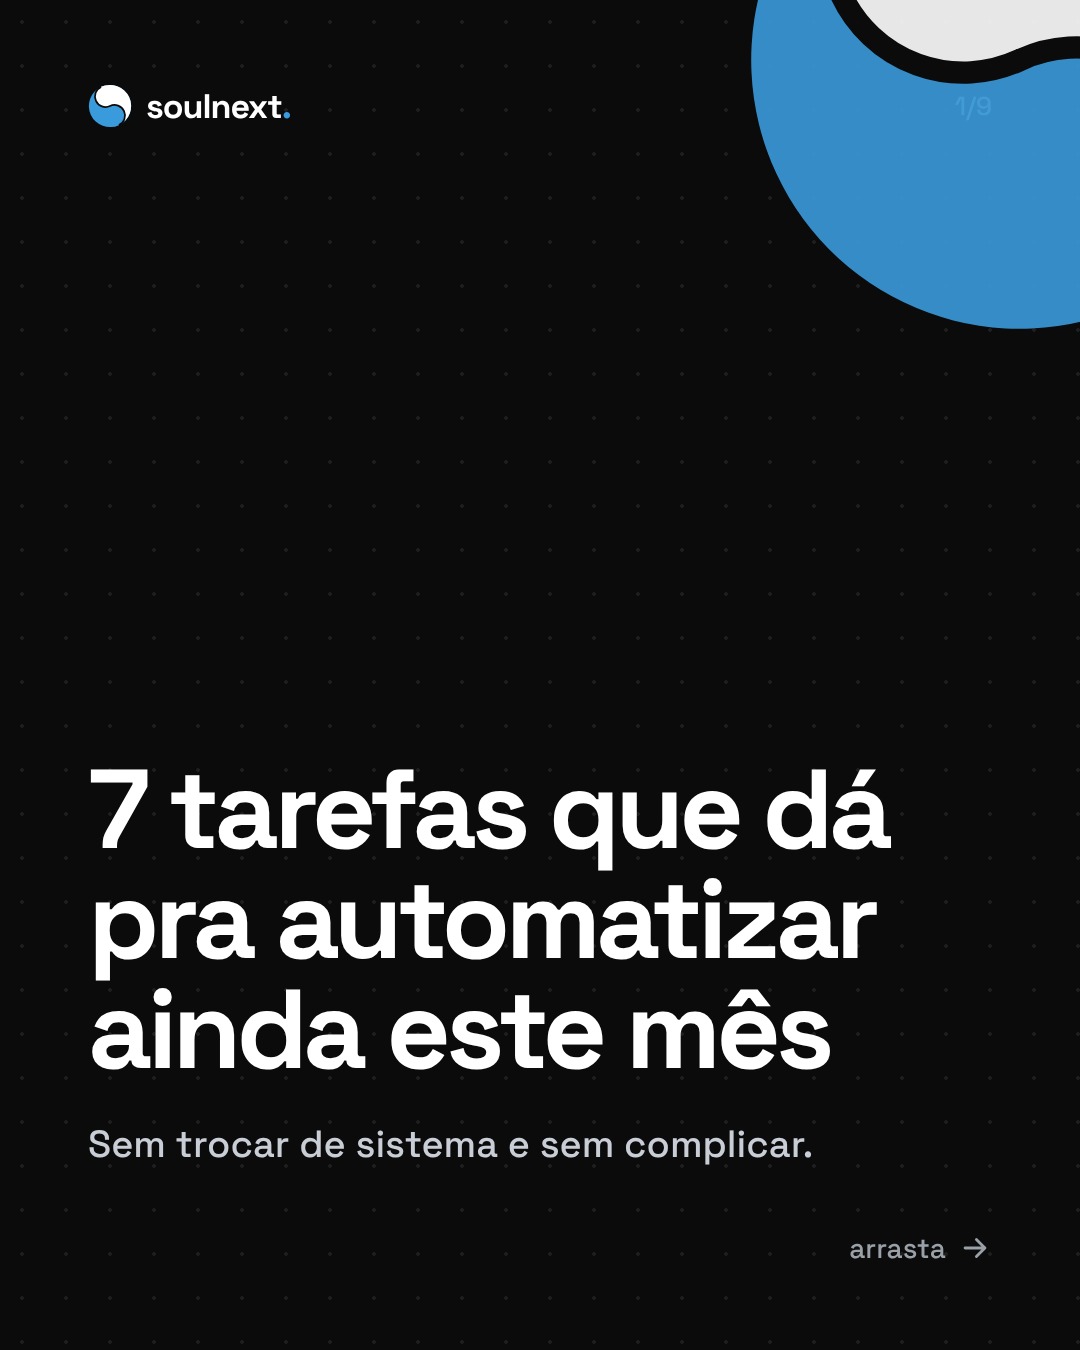 soulnext.
1/9
7 tarefas que dá
pra automatizar
ainda este mês
Sem trocar de sistema e sem complicar.
arrasta →